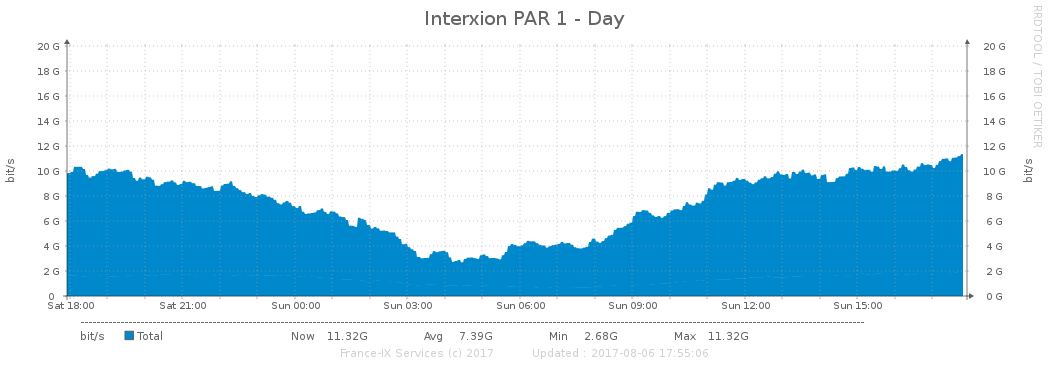 Interxion PAR 1 - Day
RRDTOOL / TOBI OETIKER
bit/s
bit/s
20 G 20 G
18 G 18 G
16 G 16 G
14 G 14 G
12 G 12 G
10 G 10 G
8 G 8 G
6 G 6 G
4 G 4 G
2 G 2 G
0 0 G
Sat 18:00 Sat 21:00 Sun 00:00 Sun 03:00 Sun 06:00 Sun 09:00 Sun 12:00 Sun 15:00
bit/s Total Now 11.32G Avg 7.39G Min 2.68G Max 11.32G
France-IX Services (c) 2017 Updated : 2017-08-06 17:55:06